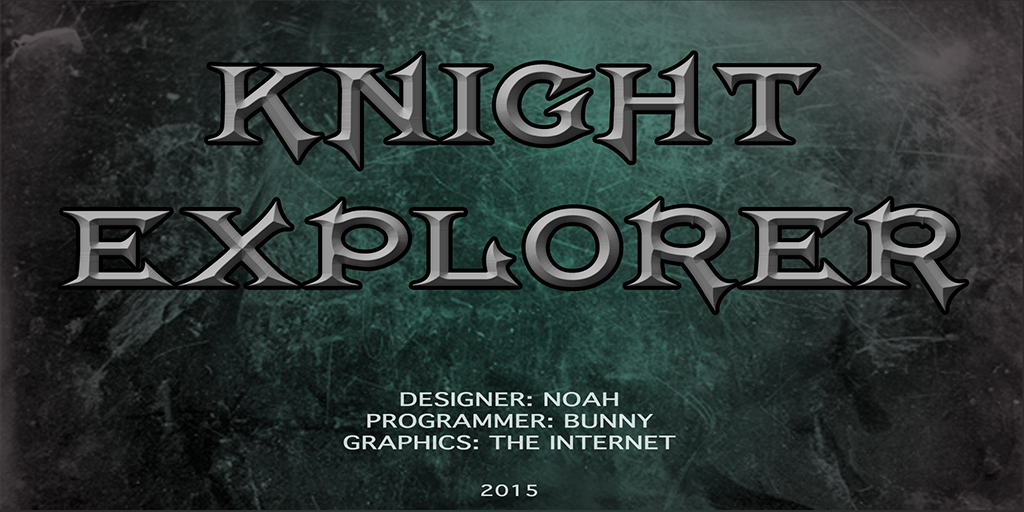 KNIGHT
EXPLORER
DESIGNER: NOAH
PROGRAMMER: BUNNY
GRAPHICS: THE INTERNET
2015